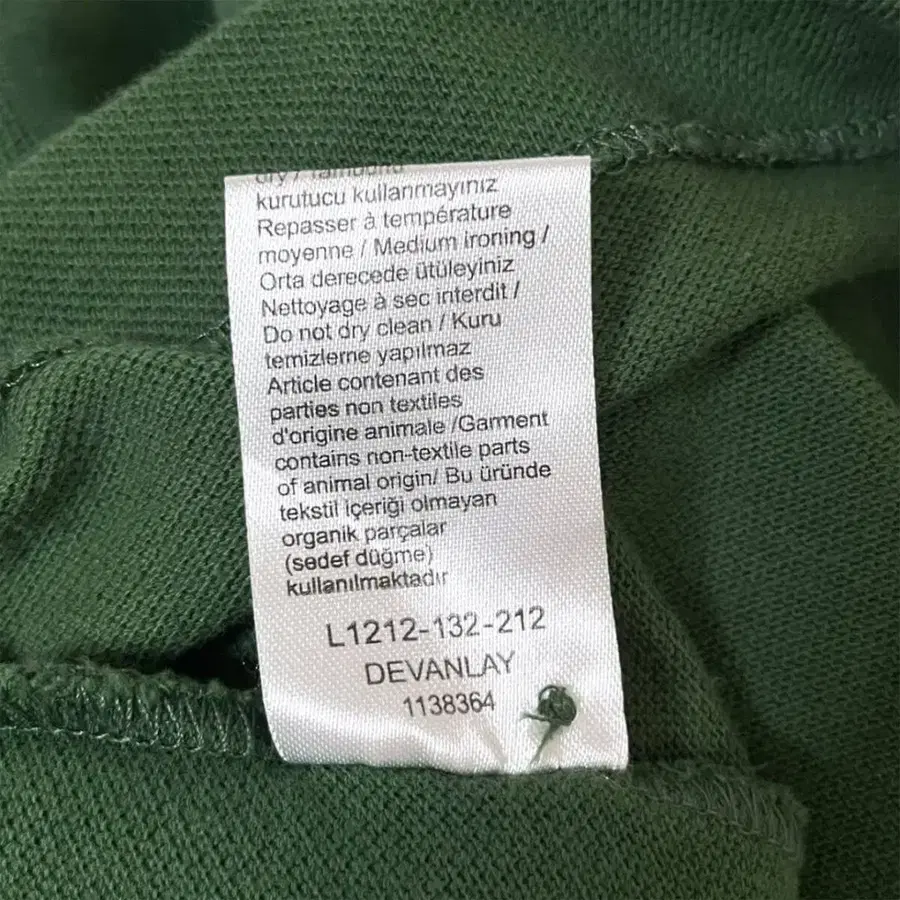 dry / Tamburlu
kurutucu kullanmayınız
Repasser à température
moyenne / Medium ironing /
Orta derecede ütüleyiniz
Nettoyage à sec interdit /
Do not dry clean / Kuru
temizleme yapılmaz
Article contenant des
parties non textiles
d'origine animale /Garment
contains non-textile parts
of animal origin/ Bu üründe
tekstil içeriği olmayan
organik parçalar
(sedef düğme)
kullanılmaktadır
L1212-132-212
DEVANLAY
1138364